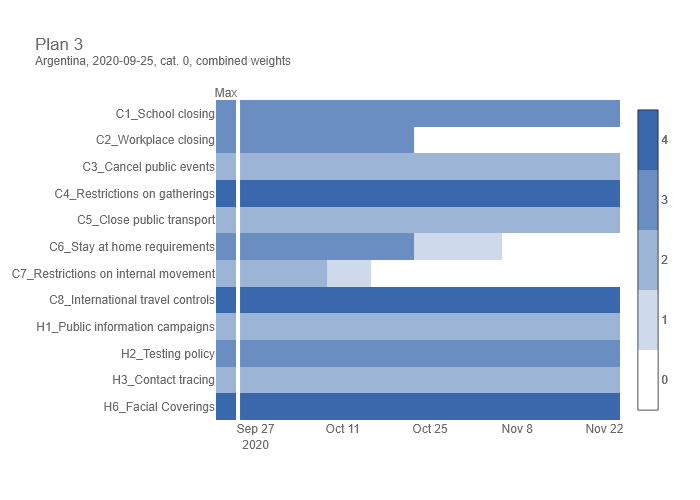 Plan 3
Argentina, 2020-09-25, cat. 0, combined weights
Max
C1_School closing
C2_Workplace closing
C3_Cancel public events
C4_Restrictions on gatherings
C5_Close public transport
C6_Stay at home requirements
C7_Restrictions on internal movement
C8_International travel controls
H1_Public information campaigns
H2_Testing policy
H3_Contact tracing
H6_Facial Coverings
Sep 27 Oct 11 Oct 25 Nov 8 Nov 22
2020
4
3
2
1
0